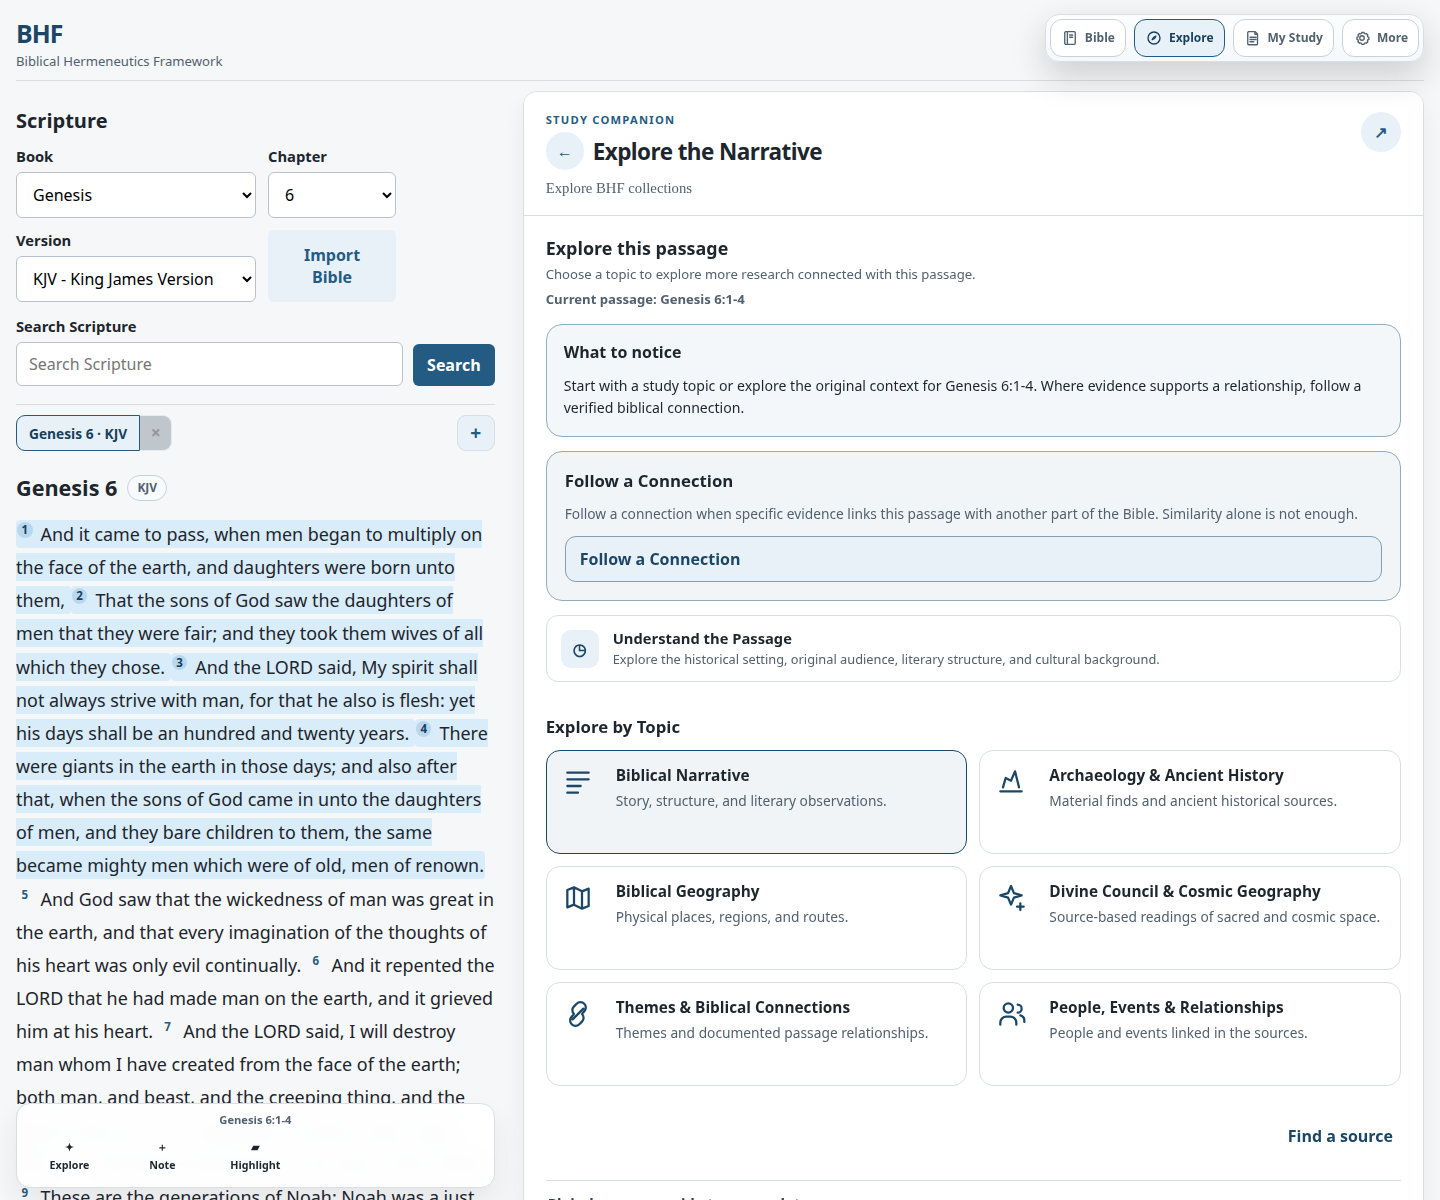 BHF
Biblical Hermeneutics Framework
Bible
Explore
My Study
More
Scripture
Book
Chapter
Genesis
6
Version
KJV - King James Version
Import
Bible
Search Scripture
Search Scripture
Search
Genesis 6 · KJV
×
+
Genesis 6
KJV
1 And it came to pass, when men began to multiply on
the face of the earth, and daughters were born unto
them, 2 That the sons of God saw the daughters of
men that they were fair; and they took them wives of all
which they chose. 3 And the LORD said, My spirit shall
not always strive with man, for that he also is flesh: yet
his days shall be an hundred and twenty years. 4 There
were giants in the earth in those days; and also after
that, when the sons of God came in unto the daughters
of men, and they bare children to them, the same
became mighty men which were of old, men of renown.
5 And God saw that the wickedness of man was great in
the earth, and that every imagination of the thoughts of
his heart was only evil continually. 6 And it repented the
LORD that he had made man on the earth, and it grieved
him at his heart. 7 And the LORD said, I will destroy
man whom I have created from the face of the earth;
both man, and beast, and the creeping thing, and the
Genesis 6:1-4
Explore
Note
Highlight
9 These are the generations of Noah: Noah was a just
STUDY COMPANION
← Explore the Narrative
↗
Explore BHF collections
Explore this passage
Choose a topic to explore more research connected with this passage.
Current passage: Genesis 6:1-4
What to notice
Start with a study topic or explore the original context for Genesis 6:1-4. Where evidence supports a relationship, follow a
verified biblical connection.
Follow a Connection
Follow a connection when specific evidence links this passage with another part of the Bible. Similarity alone is not enough.
Follow a Connection
Understand the Passage
Explore the historical setting, original audience, literary structure, and cultural background.
Explore by Topic
Biblical Narrative
Story, structure, and literary observations.
Archaeology & Ancient History
Material finds and ancient historical sources.
Biblical Geography
Physical places, regions, and routes.
Divine Council & Cosmic Geography
Source-based readings of sacred and cosmic space.
Themes & Biblical Connections
Themes and documented passage relationships.
People, Events & Relationships
People and events linked in the sources.
Find a source